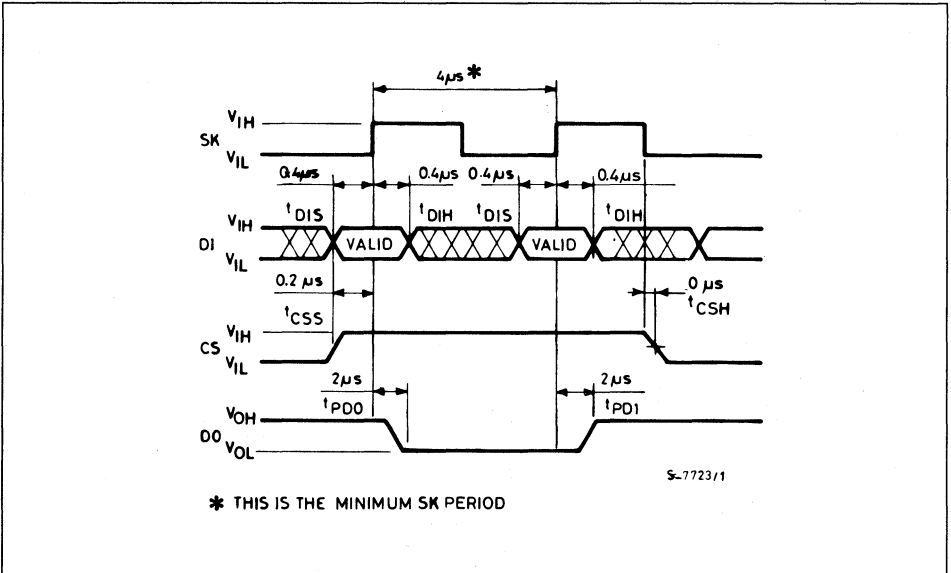 4µs*
VIH
SK
VIL
0.4µs 0.4µs 0.4µs 0.4µs
tDIS tDIH tDIS tDIH
VIH
DI VALID VALID
VIL
0.2 µs 0 µs
tCSS tCSH
VIH
CS
VIL
2µs 2µs
tPD0 tPD1
VOH
DO
VOL
S-7723/1
* THIS IS THE MINIMUM SK PERIOD